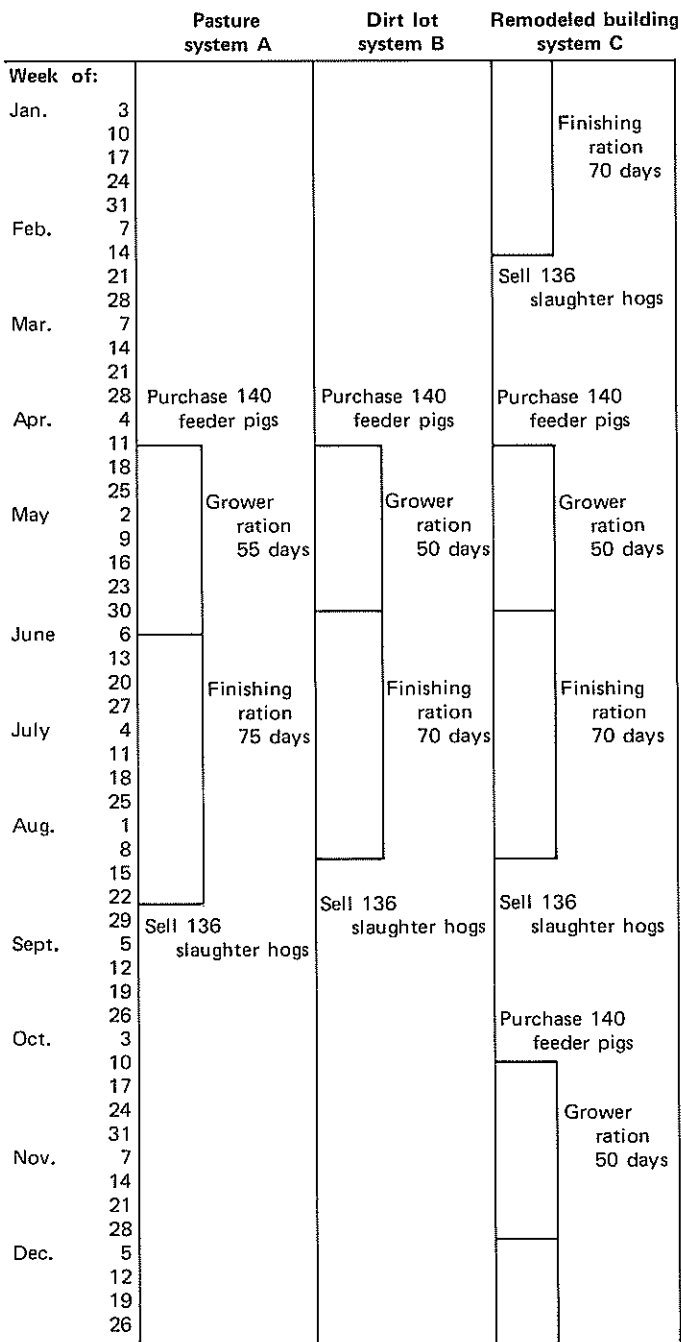 Pasture system A
Dirt lot system B
Remodeled building system C
Week of:
Jan. 3
10
17
24
31
Feb. 7
14
21
28
Mar. 7
14
21
28
Apr. 4
11
18
25
May 2
9
16
23
30
June 6
13
20
27
July 4
11
18
25
Aug. 1
8
15
22
29
Sept. 5
12
19
26
Oct. 3
10
17
24
31
Nov. 7
14
21
28
Dec. 5
12
19
26
Purchase 140
feeder pigs
Grower
ration
55 days
Finishing
ration
75 days
Sell 136
slaughter hogs
Purchase 140
feeder pigs
Grower
ration
50 days
Finishing
ration
70 days
Sell 136
slaughter hogs
Finishing
ration
70 days
Sell 136
slaughter hogs
Purchase 140
feeder pigs
Grower
ration
50 days
Finishing
ration
70 days
Sell 136
slaughter hogs
Purchase 140
feeder pigs
Grower
ration
50 days